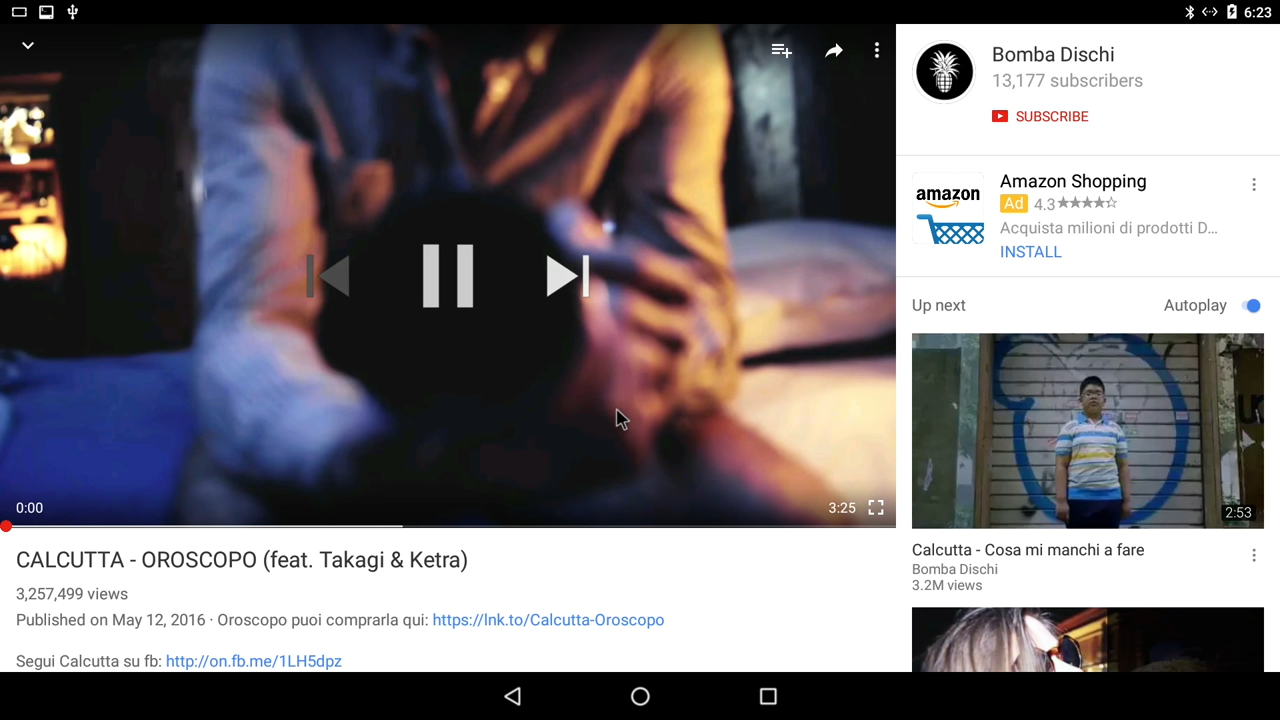 6:23
0:00
3:25
CALCUTTA - OROSCOPO (feat. Takagi & Ketra)
3,257,499 views
Published on May 12, 2016 · Oroscopo puoi comprarla qui: https://lnk.to/Calcutta-Oroscopo
Segui Calcutta su fb: http://on.fb.me/1LH5dpz
Bomba Dischi
13,177 subscribers
SUBSCRIBE
amazon
Amazon Shopping
Ad 4.3
Acquista milioni di prodotti D...
INSTALL
Up next
Autoplay
2:53
Calcutta - Cosa mi manchi a fare
Bomba Dischi
3.2M views